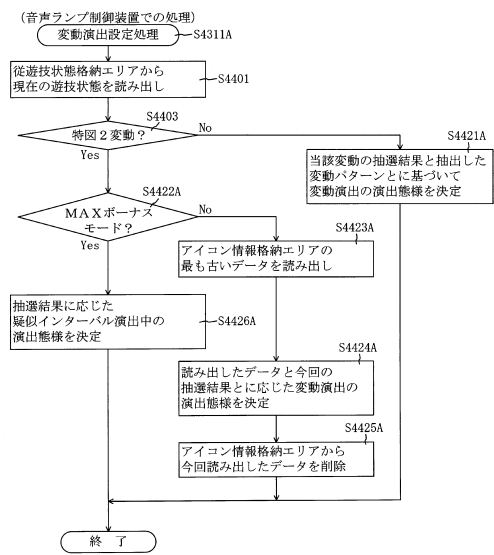 （音声ランプ制御装置での処理）
変動演出設定処理
S4311A
従遊技状態格納エリアから
現在の遊技状態を読み出し
S4401
S4403
特図２変動？
No
Yes
S4421A
当該変動の抽選結果と抽出した
変動パターンとに基づいて
変動演出の演出態様を決定
S4422A
ＭＡＸボーナス
モード？
No
Yes
S4423A
アイコン情報格納エリアの
最も古いデータを読み出し
抽選結果に応じた
疑似インターバル演出中の
演出態様を決定
S4426A
S4424A
読み出したデータと今回の
抽選結果とに応じた変動演出の
演出態様を決定
S4425A
アイコン情報格納エリアから
今回読み出したデータを削除
終 了